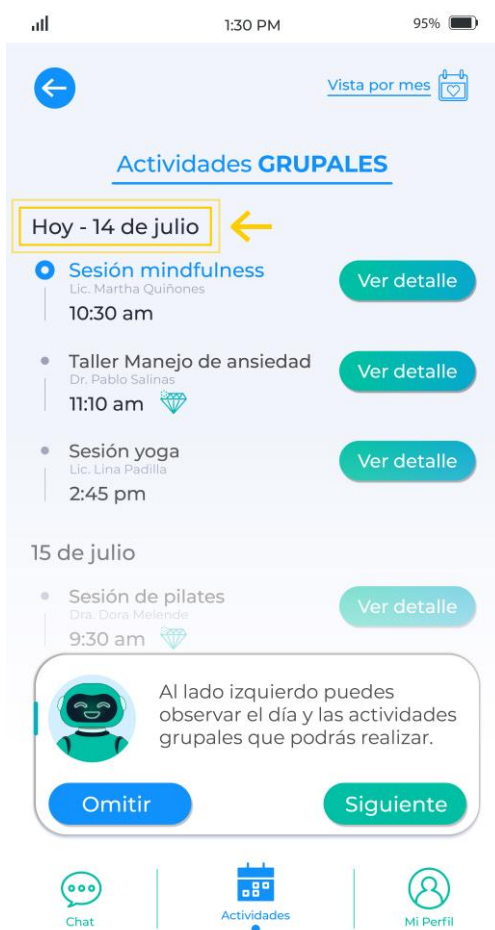 1:30 PM
95%
Vista por mes
Actividades GRUPALES
Hoy - 14 de julio
Sesión mindfulness
Lic. Martha Quiñones
10:30 am
Ver detalle
Taller Manejo de ansiedad
Dr. Pablo Salinas
11:10 am
Ver detalle
Sesión yoga
Lic. Lina Padilla
2:45 pm
Ver detalle
15 de julio
Sesión de pilates
Dra. Dora Melende
9:30 am
Ver detalle
Al lado izquierdo puedes
observar el día y las actividades
grupales que podrás realizar.
Omitir
Siguiente
Chat
Actividades
Mi Perfil